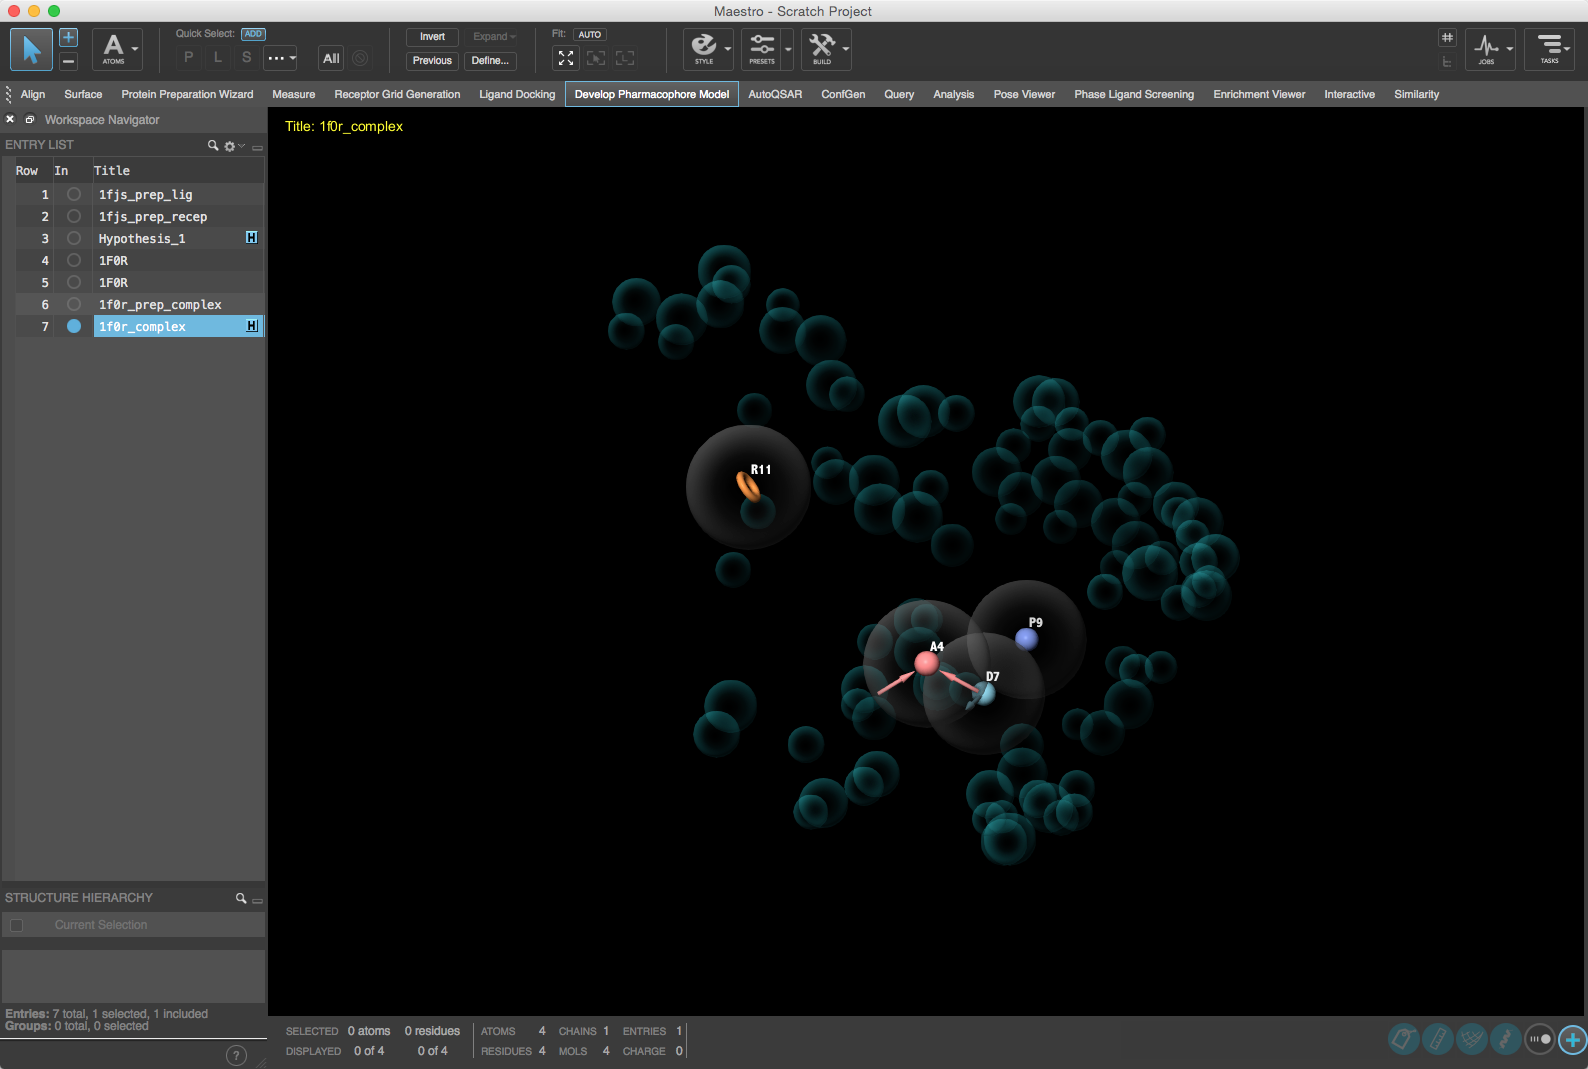 Maestro - Scratch Project
A
ATOMS
Quick Select: ADD
P L S ... All
Invert Expand
Previous Define...
Fit: AUTO
STYLE
PRESETS
BUILD
JOBS
TASKS
Align Surface Protein Preparation Wizard Measure Receptor Grid Generation Ligand Docking Develop Pharmacophore Model AutoQSAR ConfGen Query Analysis Pose Viewer Phase Ligand Screening Enrichment Viewer Interactive Similarity
Workspace Navigator
ENTRY LIST
Row In Title
1 1fjs_prep_lig
2 1fjs_prep_recep
3 Hypothesis_1 H
4 1F0R
5 1F0R
6 1f0r_prep_complex
7 1f0r_complex H
Title: 1f0r_complex
R11
P9
A4
D7
STRUCTURE HIERARCHY
Current Selection
Entries: 7 total, 1 selected, 1 included
Groups: 0 total, 0 selected
?
SELECTED 0 atoms 0 residues ATOMS 4 CHAINS 1 ENTRIES 1
DISPLAYED 0 of 4 0 of 4 RESIDUES 4 MOLS 4 CHARGE 0